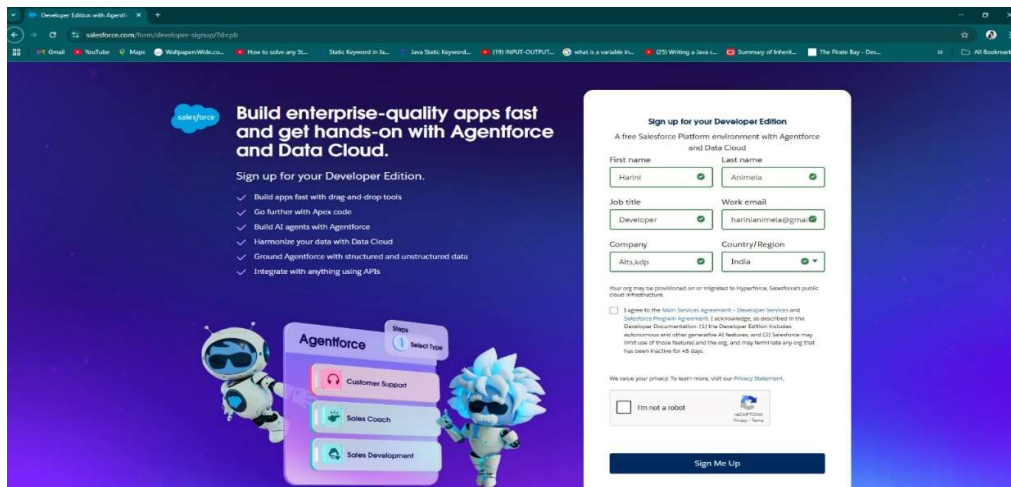 Developer Edition with Agentfo
salesforce.com/form/developer-signup/?d=pb
Gmail
YouTube
Maps
WallpapersWide.co...
How to solve any St...
Static Keyword in Ja...
Java Static Keyword...
(19) INPUT-OUTPUT...
what is a variable in...
(25) Writing a Java c...
Summary of Inherit...
The Pirate Bay - Des...
All Bookmark
salesforce
Build enterprise-quality apps fast
and get hands-on with Agentforce
and Data Cloud.
Sign up for your Developer Edition.
Build apps fast with drag-and-drop tools
Go further with Apex code
Build AI agents with Agentforce
Harmonize your data with Data Cloud
Ground Agentforce with structured and unstructured data
Integrate with anything using APIs
Agentforce
Steps
1 Select Type
Customer Support
Sales Coach
Sales Development
Sign up for your Developer Edition
A free Salesforce Platform environment with Agentforce
and Data Cloud
First name Last name
Harini Animela
Job title Work email
Developer harinianimela@gmail
Company Country/Region
Alts,kdp India
Your org may be provisioned on or migrated to Hyperforce, Salesforce's public
cloud infrastructure.
I agree to the Main Services Agreement - Developer Services and
Salesforce Program Agreement. I acknowledge, as described in the
Developer Documentation: (1) the Developer Edition includes
autonomous and other generative AI features; and (2) Salesforce may
limit use of those features and the org, and may terminate any org that
has been inactive for 45 days.
We value your privacy. To learn more, visit our Privacy Statement.
I'm not a robot
reCAPTCHA
Privacy - Terms
Sign Me Up